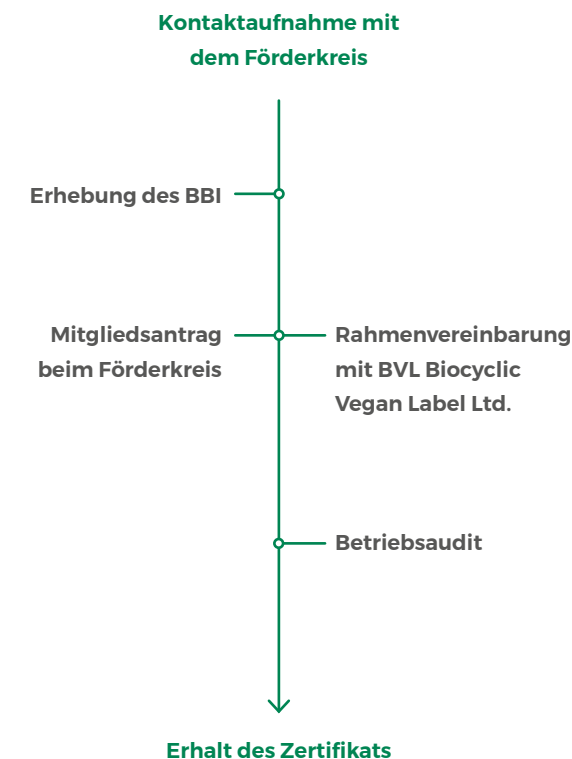 Kontaktaufnahme mit
dem Förderkreis
Erhebung des BBI
Mitgliedsantrag
beim Förderkreis
Rahmenvereinbarung
mit BVL Biocyclic
Vegan Label Ltd.
Betriebsaudit
Erhalt des Zertifikats